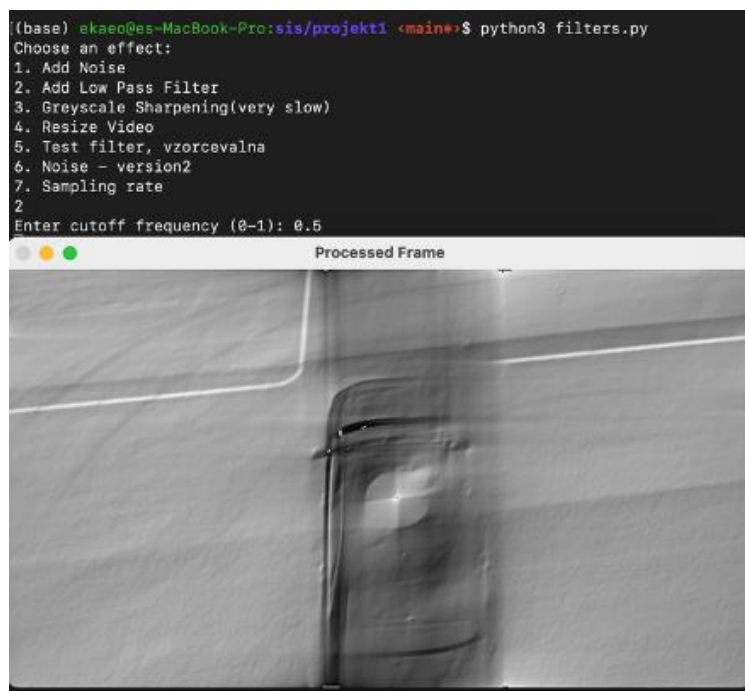 [(base) ekaeo@es-MacBook-Pro:sis/projekt1 <main*>$ python3 filters.py
Choose an effect:
1. Add Noise
2. Add Low Pass Filter
3. Greyscale Sharpening(very slow)
4. Resize Video
5. Test filter, vzorcevalna
6. Noise – version2
7. Sampling rate
2
Enter cutoff frequency (0-1): 0.5
Processed Frame